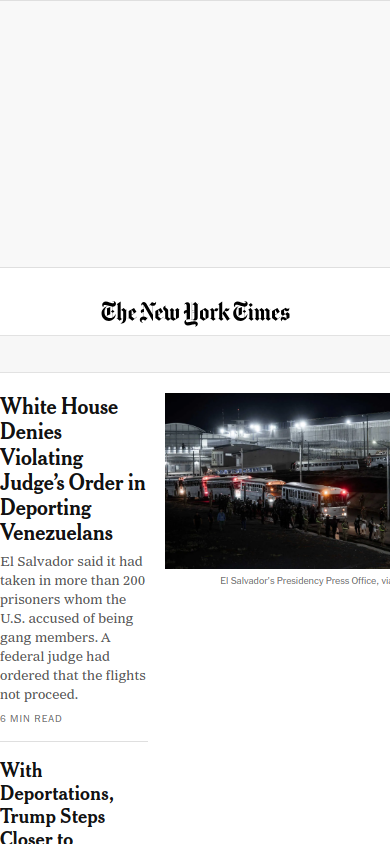 The New York Times
White House
Denies
Violating
Judge's Order in
Deporting
Venezuelans
El Salvador said it had
taken in more than 200
prisoners whom the
U.S. accused of being
gang members. A
federal judge had
ordered that the flights
not proceed.
6 MIN READ
El Salvador's Presidency Press Office, via
With
Deportations,
Trump Steps
Closer to